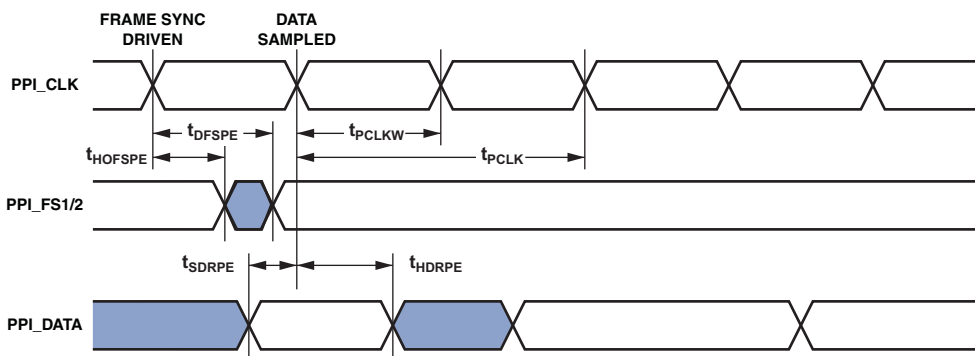 FRAME SYNC
DRIVEN
DATA
SAMPLED
PPI_CLK
tDFSPE
tPCLKW
tHOFSPE
tPCLK
PPI_FS1/2
tSDRPE
tHDRPE
PPI_DATA